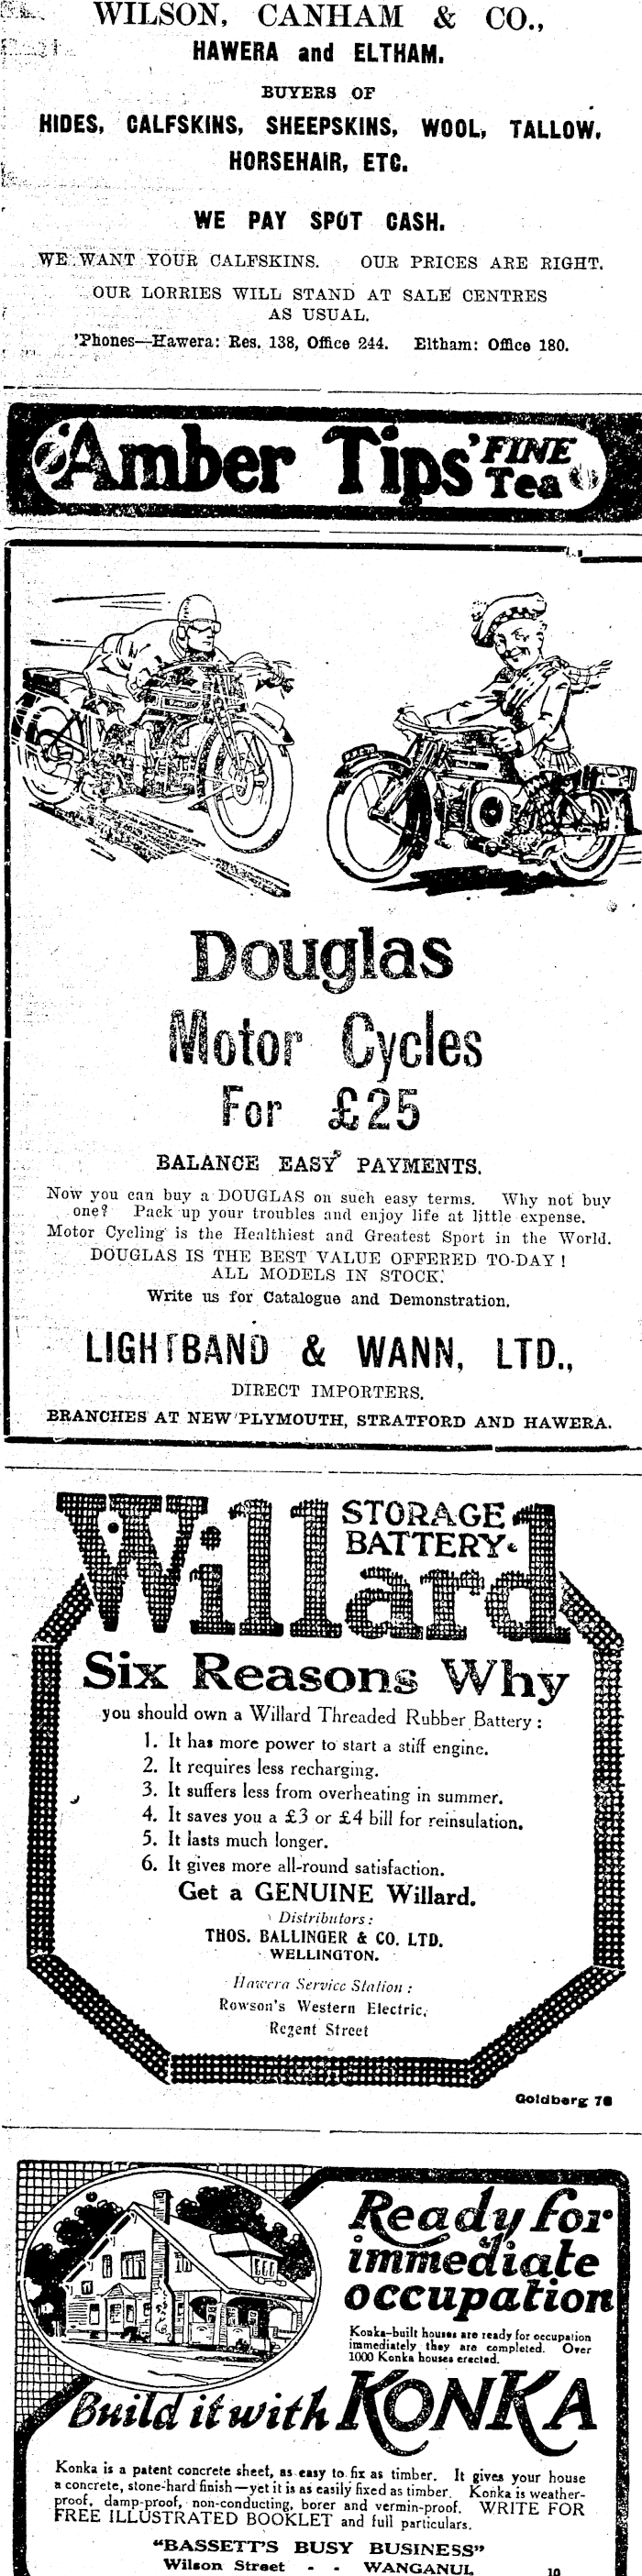 WILSON, CANHAM & CO.,
HAWERA and ELTHAM.
BUYERS OF
HIDES, CALFSKINS, SHEEPSKINS, WOOL, TALLOW,
HORSEHAIR, ETC.
WE PAY SPOT CASH.
WE WANT YOUR CALFSKINS. OUR PRICES ARE RIGHT.
OUR LORRIES WILL STAND AT SALE CENTRES
AS USUAL.
'Phones—Hawera: Res. 138, Office 244. Eltham: Office 180.
Amber Tips' FINE
Tea
Douglas
Motor Cycles
For £25
BALANCE EASY PAYMENTS.
Now you can buy a DOUGLAS on such easy terms. Why not buy
one? Pack up your troubles and enjoy life at little expense.
Motor Cycling is the Healthiest and Greatest Sport in the World.
DOUGLAS IS THE BEST VALUE OFFERED TO-DAY!
ALL MODELS IN STOCK.
Write us for Catalogue and Demonstration.
LIGHTBAND & WANN, LTD.,
DIRECT IMPORTERS.
BRANCHES AT NEW PLYMOUTH, STRATFORD AND HAWERA.
Willard
STORAGE
BATTERY
Six Reasons Why
you should own a Willard Threaded Rubber Battery:
1. It has more power to start a stiff engine.
2. It requires less recharging.
3. It suffers less from overheating in summer.
4. It saves you a £3 or £4 bill for reinsulation.
5. It lasts much longer.
6. It gives more all-round satisfaction.
Get a GENUINE Willard.
Distributors:
THOS. BALLINGER & CO. LTD.
WELLINGTON.
Hawera Service Station:
Rowson's Western Electric,
Regent Street
Goldberg 76
Ready for
immediate
occupation
Konka-built houses are ready for occupation
immediately they are completed. Over
1000 Konka houses erected.
Build it with KONKA
Konka is a patent concrete sheet, as easy to fix as timber. It gives your house
a concrete, stone-hard finish—yet it is as easily fixed as timber. Konka is weather-
proof, damp-proof, non-conducting, borer and vermin-proof. WRITE FOR
FREE ILLUSTRATED BOOKLET and full particulars.
"BASSETT'S BUSY BUSINESS"
Wilson Street - - WANGANUI.
10